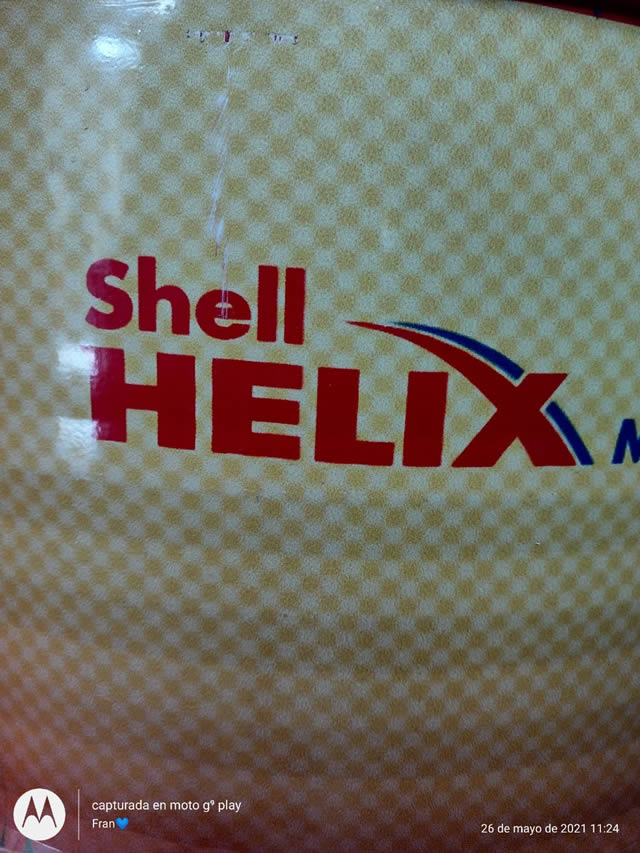 Shell
HELIX
capturada en moto g⁹ play
Fran💙
26 de mayo de 2021 11:24